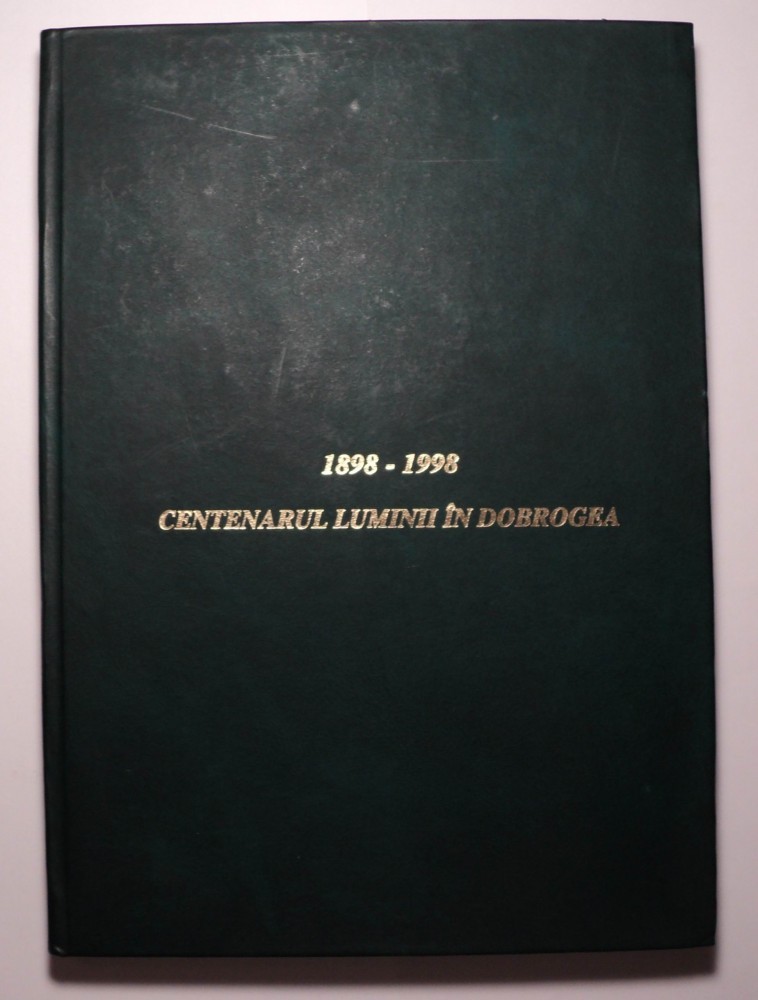 1898 - 1998
CENTENARUL LUMINII ÎN DOBROGEA